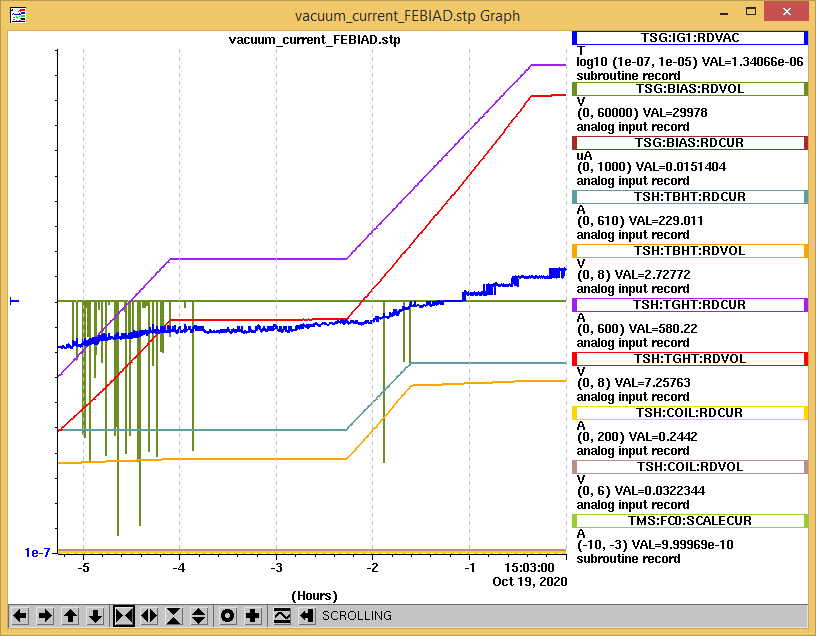 vacuum_current_FEBIAD.stp Graph
vacuum_current_FEBIAD.stp
T
1e-7
-5
-4
-3
-2
-1
15:03:00
Oct 19, 2020
(Hours)
TSG:IG1:RDVAC
T
log10 (1e-07, 1e-05) VAL=1.34066e-06
subroutine record
TSG:BIAS:RDVOL
V
(0, 60000) VAL=29978
analog input record
TSG:BIAS:RDCUR
uA
(0, 1000) VAL=0.0151404
analog input record
TSH:TBHT:RDCUR
A
(0, 610) VAL=229.011
analog input record
TSH:TBHT:RDVOL
V
(0, 8) VAL=2.72772
analog input record
TSH:TGHT:RDCUR
A
(0, 600) VAL=580.22
analog input record
TSH:TGHT:RDVOL
V
(0, 8) VAL=7.25763
analog input record
TSH:COIL:RDCUR
A
(0, 200) VAL=0.2442
analog input record
TSH:COIL:RDVOL
V
(0, 6) VAL=0.0322344
analog input record
TMS:FC0:SCALECUR
A
(-10, -3) VAL=9.99969e-10
subroutine record
SCROLLING